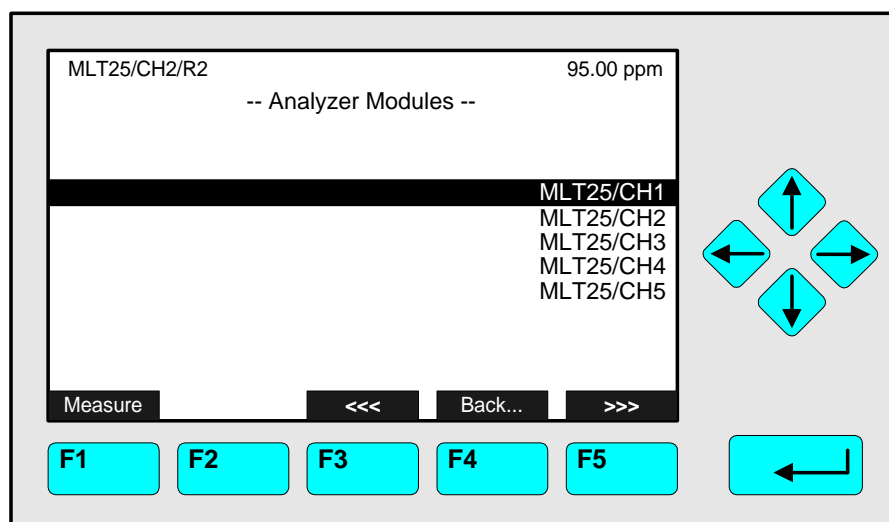 MLT25/CH2/R2 95.00 ppm
-- Analyzer Modules --
MLT25/CH1
MLT25/CH2
MLT25/CH3
MLT25/CH4
MLT25/CH5
Measure <<< Back... >>>
F1 F2 F3 F4 F5